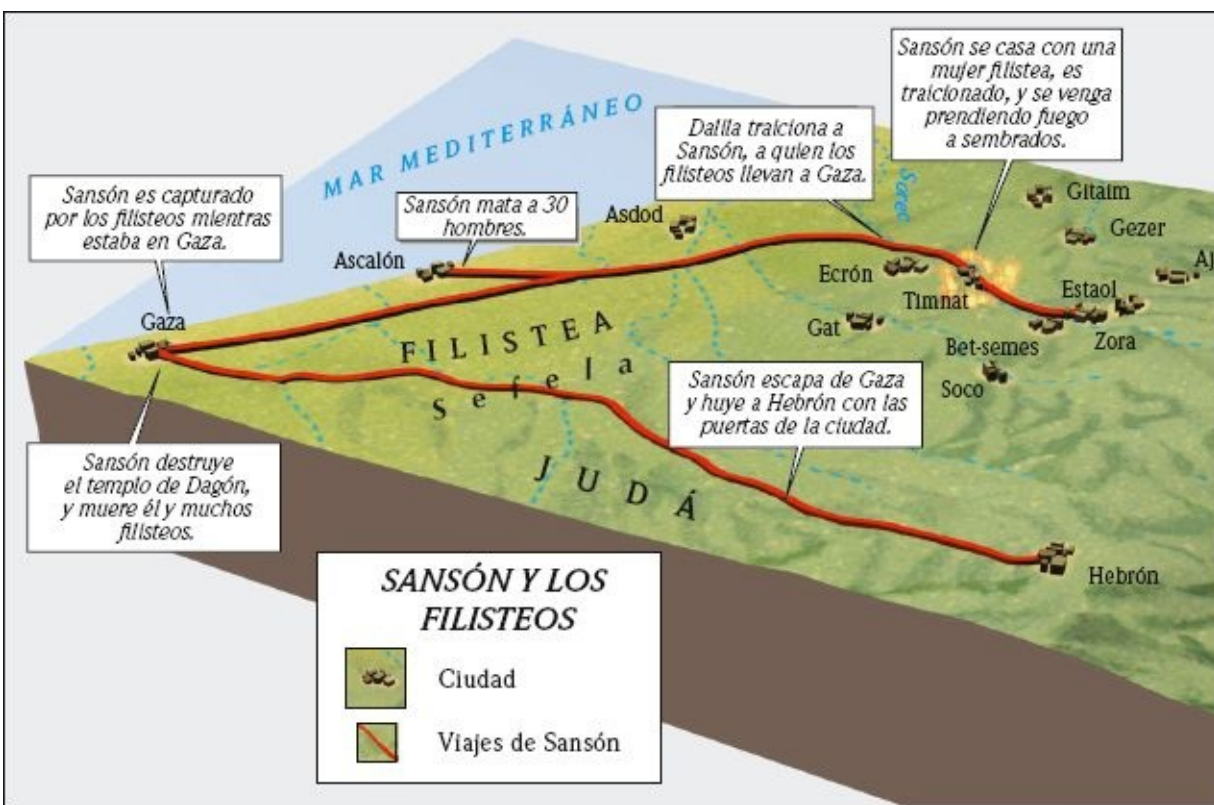 Sansón se casa con una
mujer filistea, es
traicionado, y se venga
prendiendo fuego
a sembrados.
MAR MEDITERRÁNEO
Dalila traiciona a
Sansón, a quien los
filisteos llevan a Gaza.
Sorec
Sansón es capturado
por los filisteos mientras
estaba en Gaza.
Sansón mata a 30
hombres.
Asdod
Gitaim
Gezer
Ascalón
Ecrón
Aj
Timnat
Estaol
Gaza
Gat
Bet-semes
Zora
FILISTEA
Sefela
Soco
Sansón escapa de Gaza
y huye a Hebrón con las
puertas de la ciudad.
JUDÁ
Sansón destruye
el templo de Dagón,
y muere él y muchos
filisteos.
Hebrón
SANSÓN Y LOS
FILISTEOS
Ciudad
Viajes de Sansón